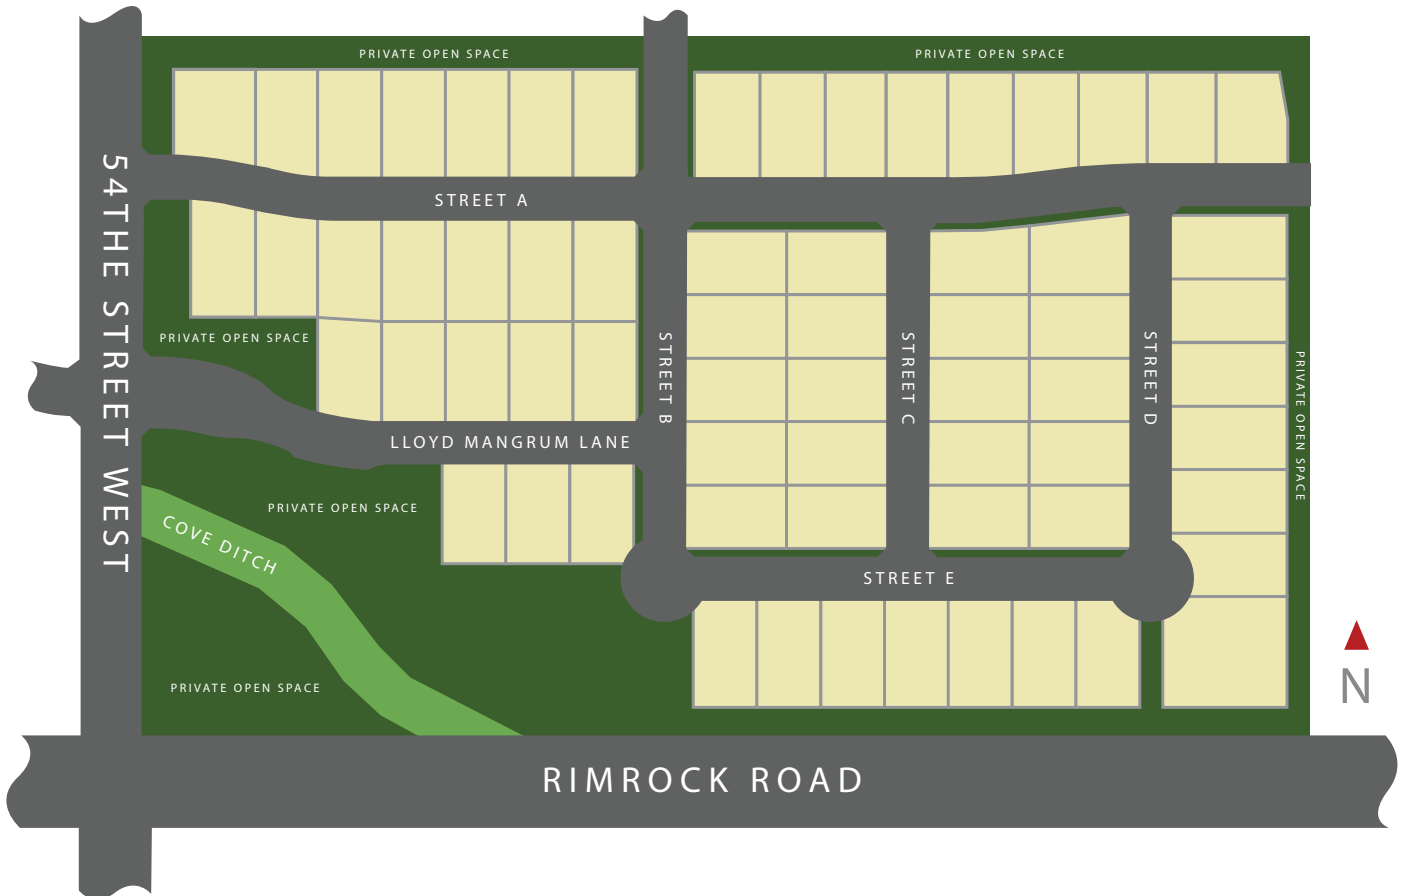 PRIVATE OPEN SPACE
PRIVATE OPEN SPACE
54THE STREET WEST
STREET A
PRIVATE OPEN SPACE
STREET B
STREET C
STREET D
PRIVATE OPEN SPACE
LLOYD MANGRUM LANE
PRIVATE OPEN SPACE
COVE DITCH
STREET E
PRIVATE OPEN SPACE
N
RIMROCK ROAD